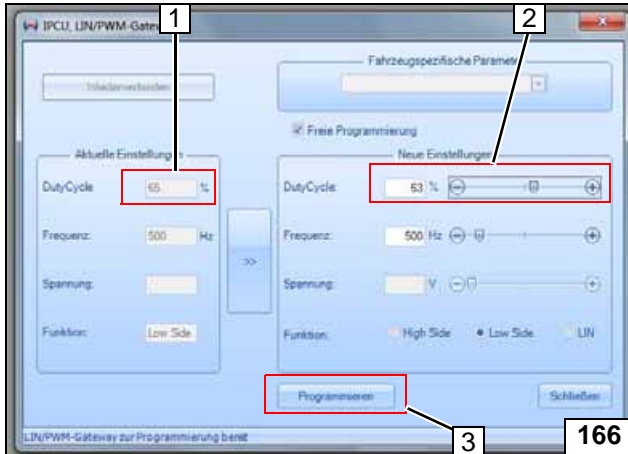 IPCU, LIN/PWM-Gatew
1
2
Wiederverbinden
Fahrzeugspezifische Paramete
Freie Programmierung
Aktuelle Einstellungen
DutyCycle: 65 %
Frequenz: 500 Hz
Spannung:
Funktion: Low Side
>>
Neue Einstellungen
DutyCycle: 63 %
Frequenz: 500 Hz
Spannung: V
Funktion: High Side Low Side LIN
Programmieren
Schließen
3
LIN/PWM-Gateway zur Programmierung bereit
166